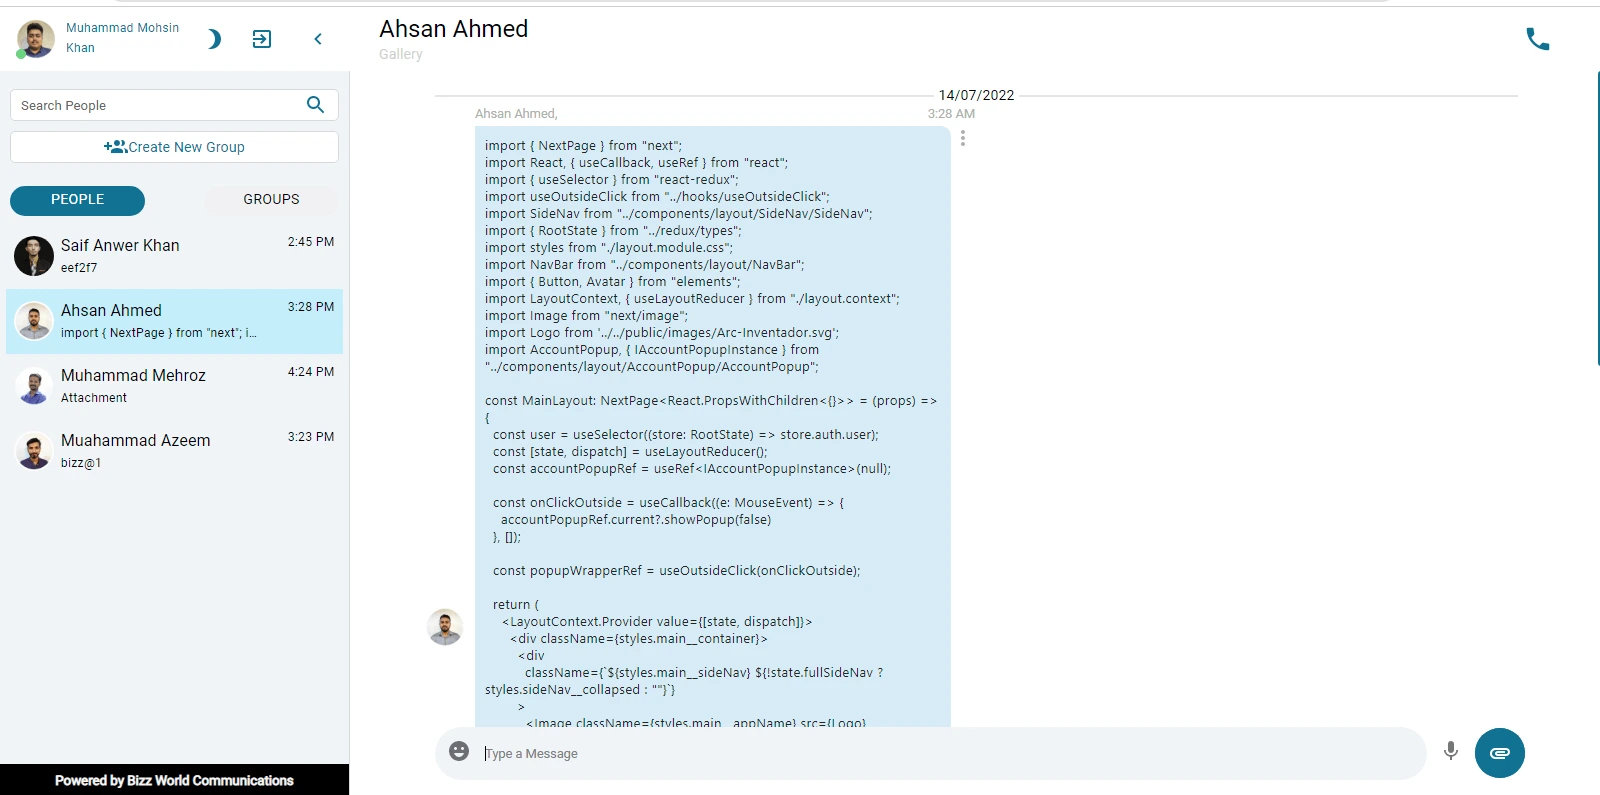 Muhammad Mohsin
Khan
Search People
Create New Group
PEOPLE
GROUPS
Saif Anwer Khan
2:45 PM
eef2f7
Ahsan Ahmed
3:28 PM
import { NextPage } from "next"; i...
Muhammad Mehroz
4:24 PM
Attachment
Muahammad Azeem
3:23 PM
bizz@1
Powered by Bizz World Communications
Ahsan Ahmed
Gallery
14/07/2022
Ahsan Ahmed,
3:28 AM
import { NextPage } from "next";
import React, { useCallback, useRef } from "react";
import { useSelector } from "react-redux";
import useOutsideClick from "../hooks/useOutsideClick";
import SideNav from "../components/layout/SideNav/SideNav";
import { RootState } from "../redux/types";
import styles from "./layout.module.css";
import NavBar from "../components/layout/NavBar";
import { Button, Avatar } from "elements";
import LayoutContext, { useLayoutReducer } from "./layout.context";
import Image from "next/image";
import Logo from '../../public/images/Arc-Inventador.svg';
import AccountPopup, { IAccountPopupInstance } from
"../components/layout/AccountPopup/AccountPopup";
const MainLayout: NextPage<React.PropsWithChildren<{}>> = (props) =>
{
const user = useSelector((store: RootState) => store.auth.user);
const [state, dispatch] = useLayoutReducer();
const accountPopupRef = useRef<IAccountPopupInstance>(null);
const onClickOutside = useCallback((e: MouseEvent) => {
accountPopupRef.current?.showPopup(false)
}, []);
const popupWrapperRef = useOutsideClick(onClickOutside);
return (
<LayoutContext.Provider value={[state, dispatch]}>
<div className={styles.main__container}>
<div
className={`${styles.main__sideNav} ${!state.fullSideNav ?
styles.sideNav__collapsed : ""}`}
>
<Image className={styles.main__appName} src={Logo}
Type a Message